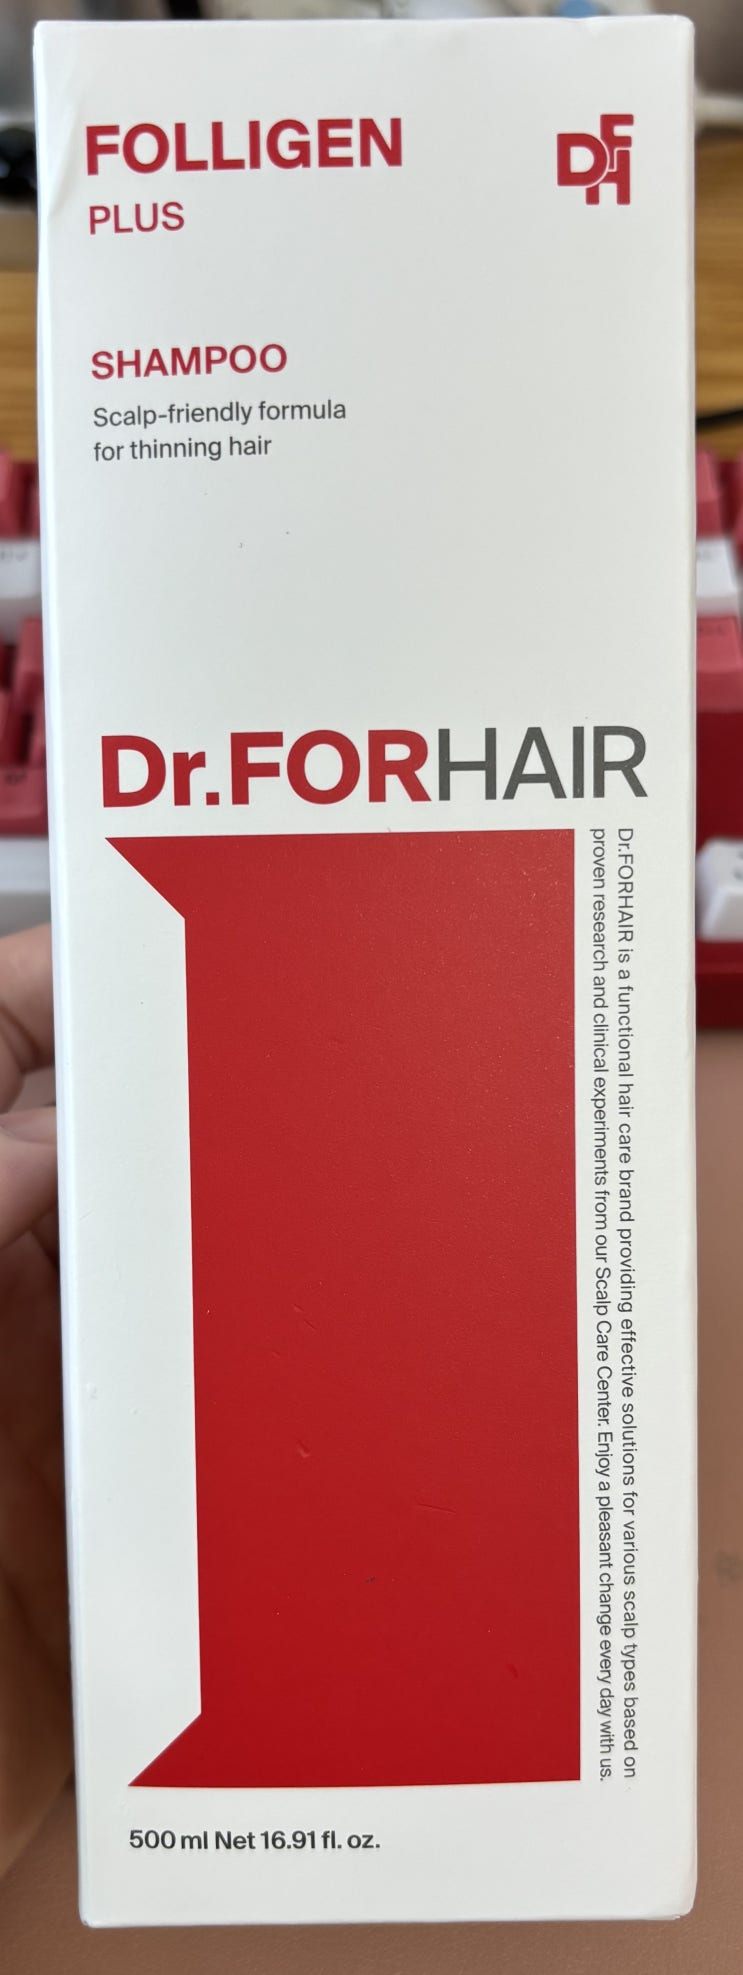 FOLLIGEN
PLUS
DFH
SHAMPOO
Scalp-friendly formula
for thinning hair
Dr.FORHAIR
Dr.FORHAIR is a functional hair care brand providing effective solutions for various scalp types based on
proven research and clinical experiments from our Scalp Care Center. Enjoy a pleasant change every day with us.
500 ml Net 16.91 fl. oz.